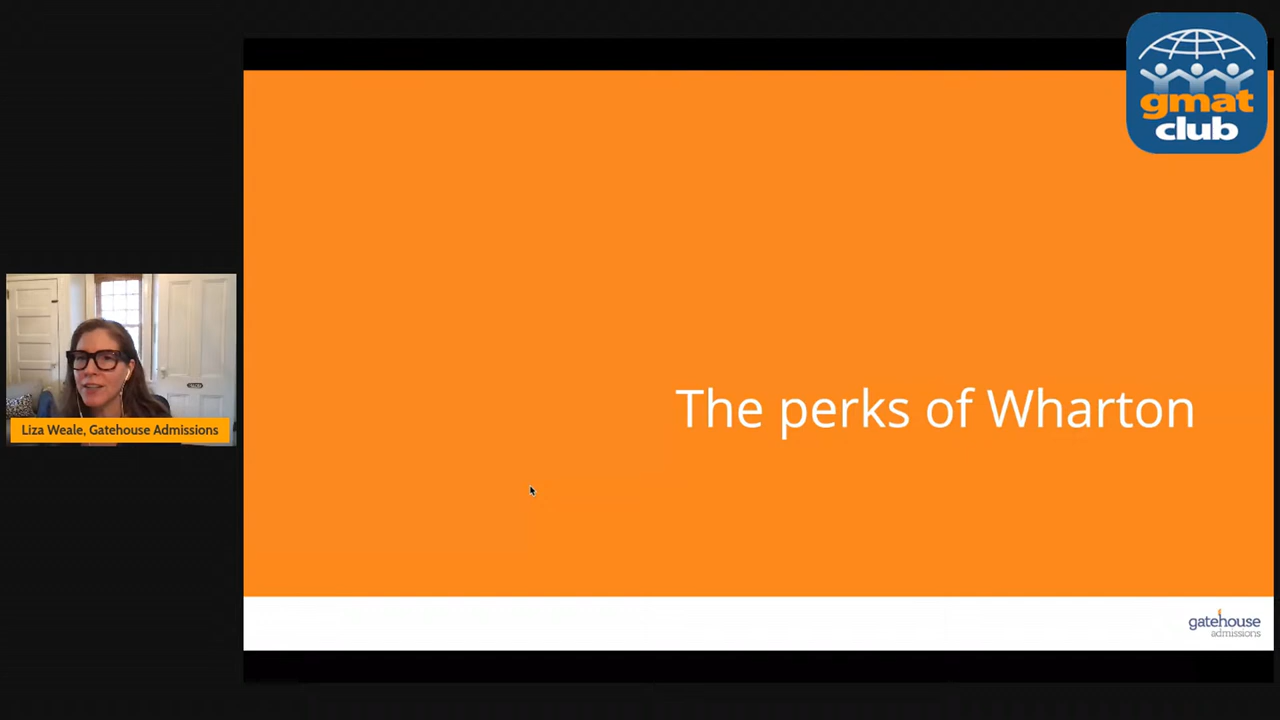 gmat
club
The perks of Wharton
Liza Weale, Gatehouse Admissions
gatehouse
admissions